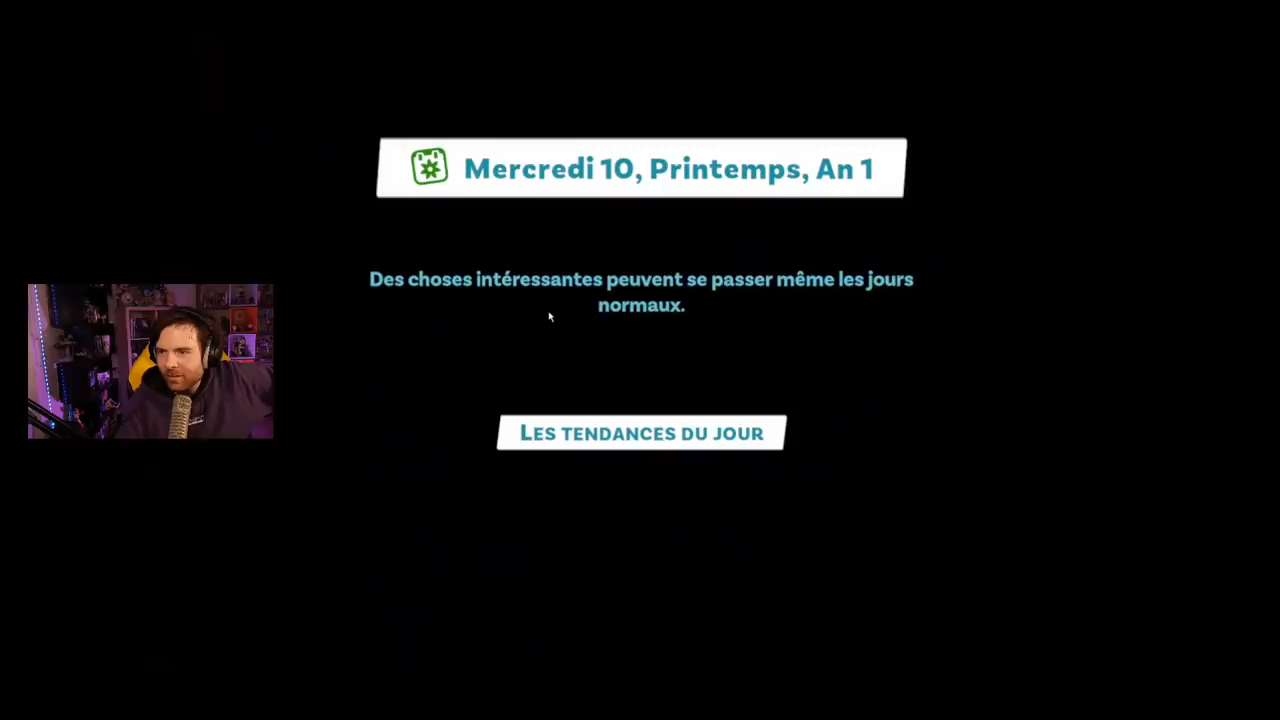 Mercredi 10, Printemps, An 1
Des choses intéressantes peuvent se passer même les jours
normaux.
Les tendances du jour